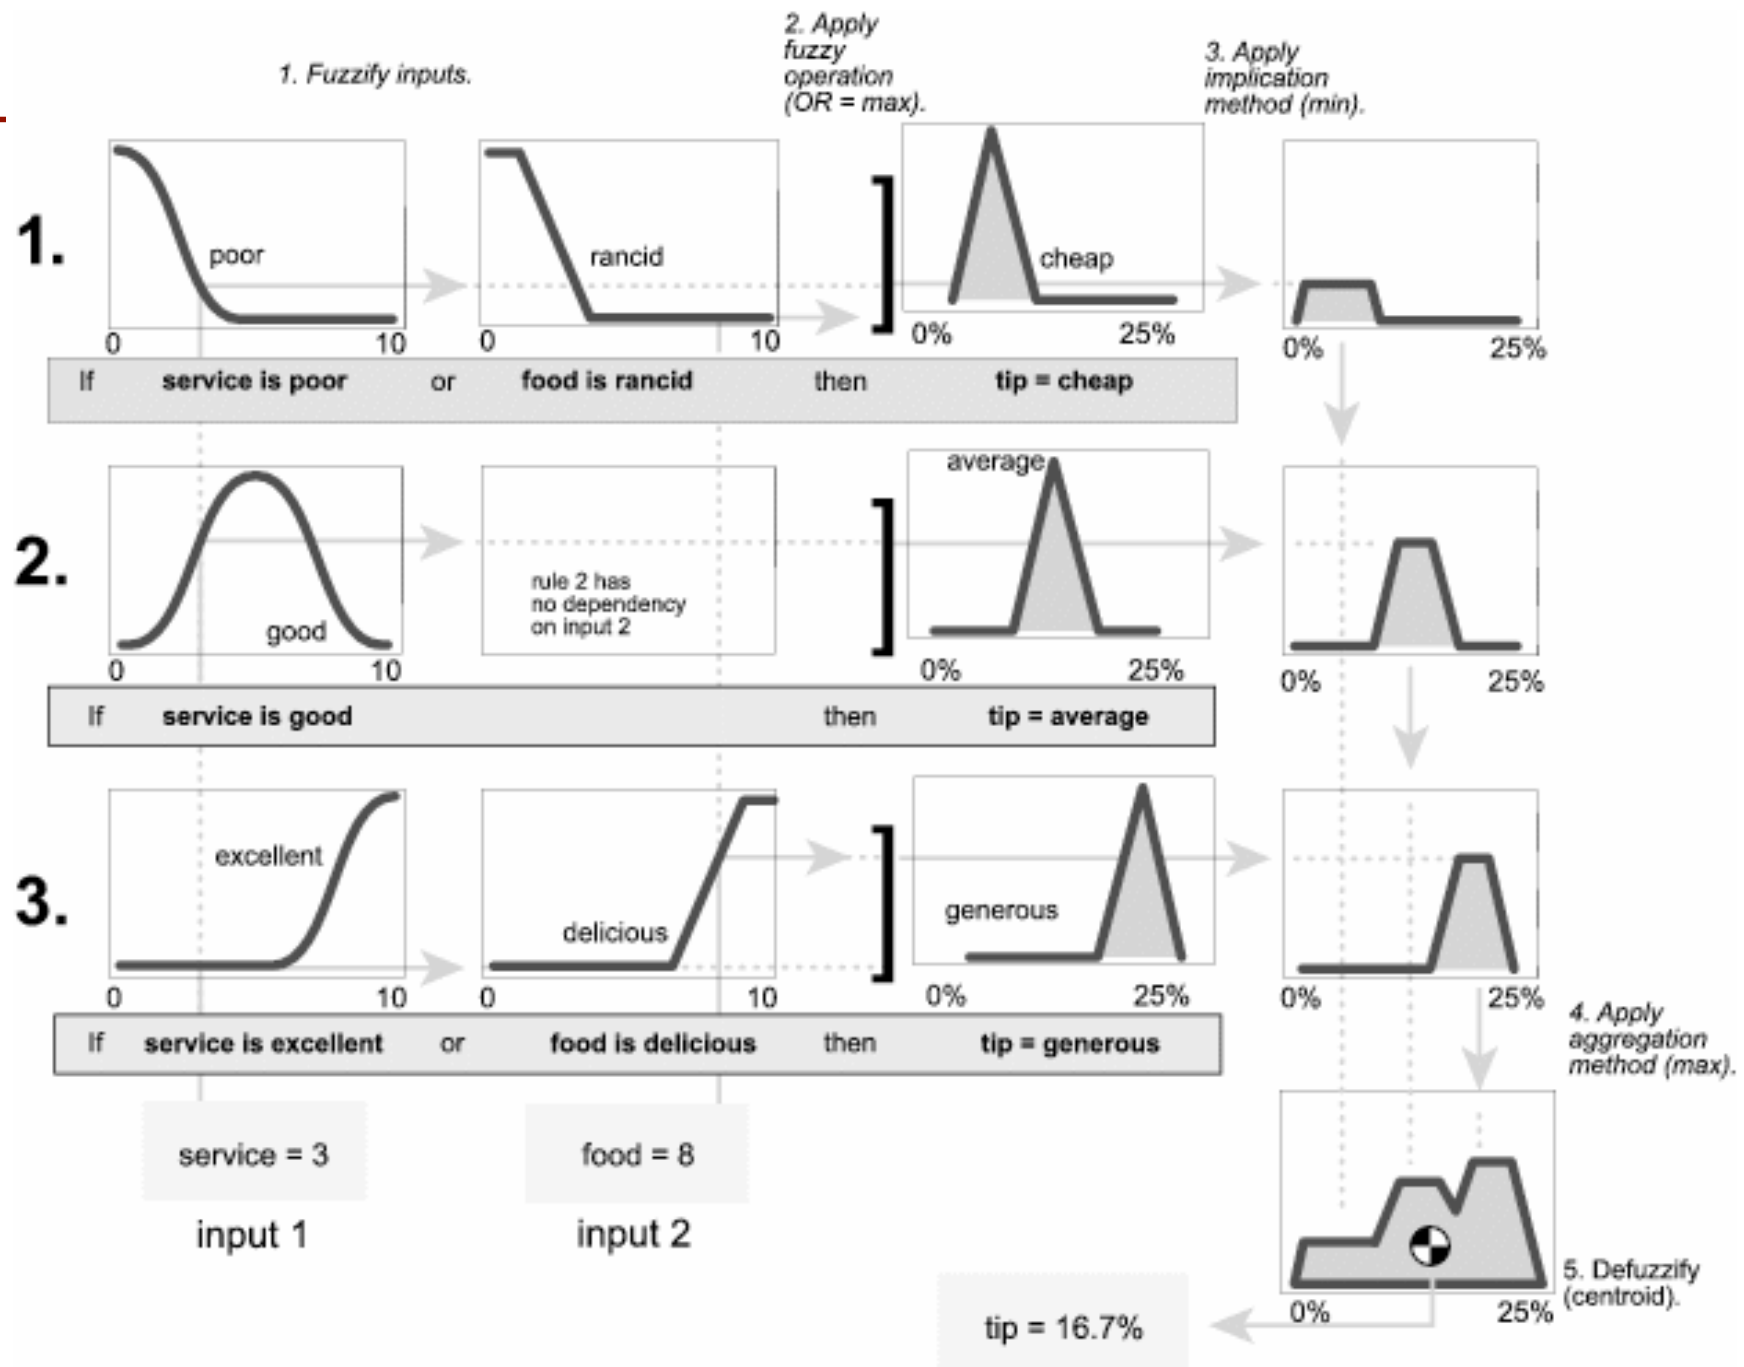 1. Fuzzify inputs.
2. Apply
fuzzy
operation
(OR = max).
3. Apply
implication
method (min).
1.
poor
0 10
rancid
0 10
cheap
0% 25%
0% 25%
If service is poor or food is rancid then tip = cheap
2.
good
0 10
rule 2 has
no dependency
on input 2
average
0% 25%
0% 25%
If service is good then tip = average
3.
excellent
0 10
delicious
0 10
generous
0% 25%
0% 25%
If service is excellent or food is delicious then tip = generous
4. Apply
aggregation
method (max).
service = 3
input 1
food = 8
input 2
0% 25%
5. Defuzzify
(centroid).
tip = 16.7%